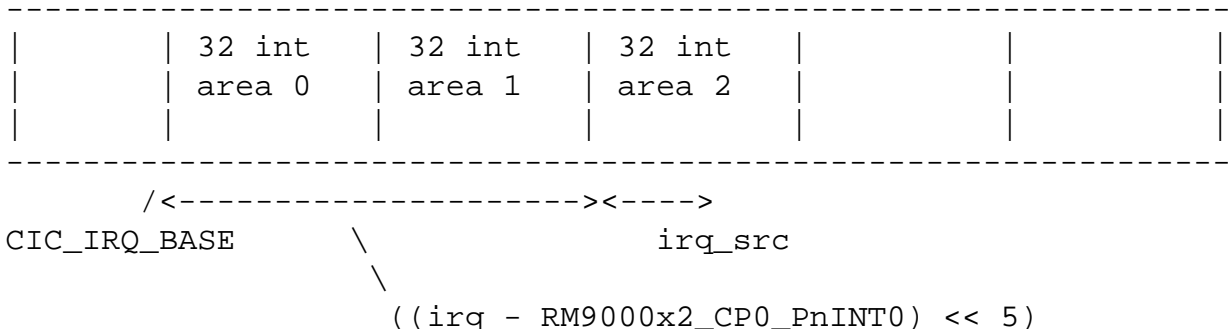 ----------------------------------------------------------------
|       | 32 int   | 32 int   | 32 int   |          |          |
|       | area 0   | area 1   | area 2   |          |          |
|       |          |          |          |          |          |
----------------------------------------------------------------
       /<---------------------><---->
CIC_IRQ_BASE      \               irq_src
                   \
                    ((irq - RM9000x2_CP0_PnINT0) << 5)